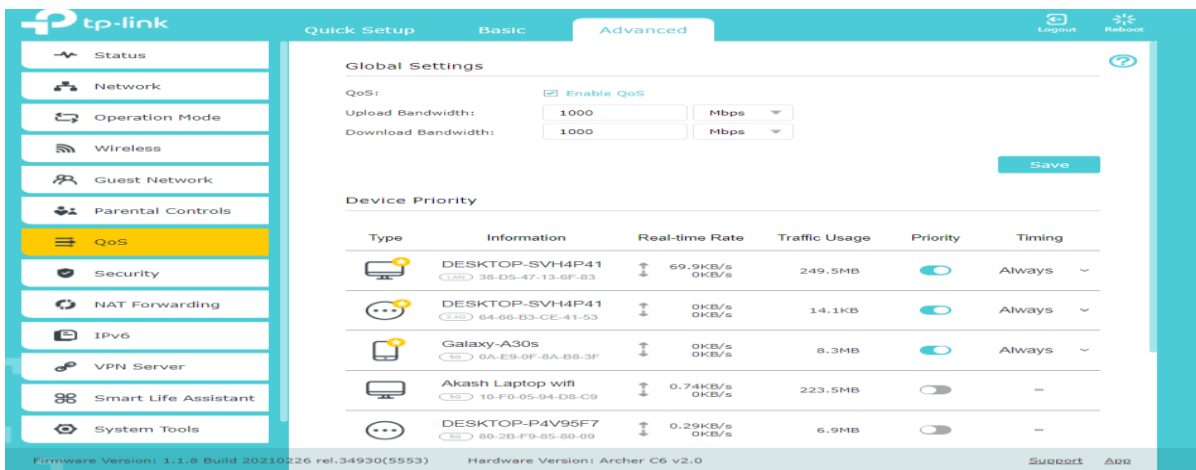 tp-link
Quick Setup Basic Advanced Logout Reboot
Status
Network
Operation Mode
Wireless
Guest Network
Parental Controls
QoS
Security
NAT Forwarding
IPv6
VPN Server
Smart Life Assistant
System Tools
Global Settings
QoS: Enable QoS
Upload Bandwidth: 1000 Mbps
Download Bandwidth: 1000 Mbps
Save
Device Priority
Type Information Real-time Rate Traffic Usage Priority Timing
DESKTOP-SVH4P41 69.9KB/s 249.5MB Always
LAN 38-D5-47-13-6F-83 0KB/s
DESKTOP-SVH4P41 0KB/s 14.1KB Always
2.4G 64-66-B3-CE-41-53 0KB/s
Galaxy-A30s 0KB/s 8.3MB Always
5G 0A-E9-0F-8A-B8-3F 0KB/s
Akash Laptop wifi 0.74KB/s 223.5MB —
5G 10-F0-05-94-D8-C9 0KB/s
DESKTOP-P4V95F7 0.29KB/s 6.9MB —
5G 80-2B-F9-85-80-09 0KB/s
Firmware Version: 1.1.8 Build 20210226 rel.34930(5553) Hardware Version: Archer C6 v2.0 Support App